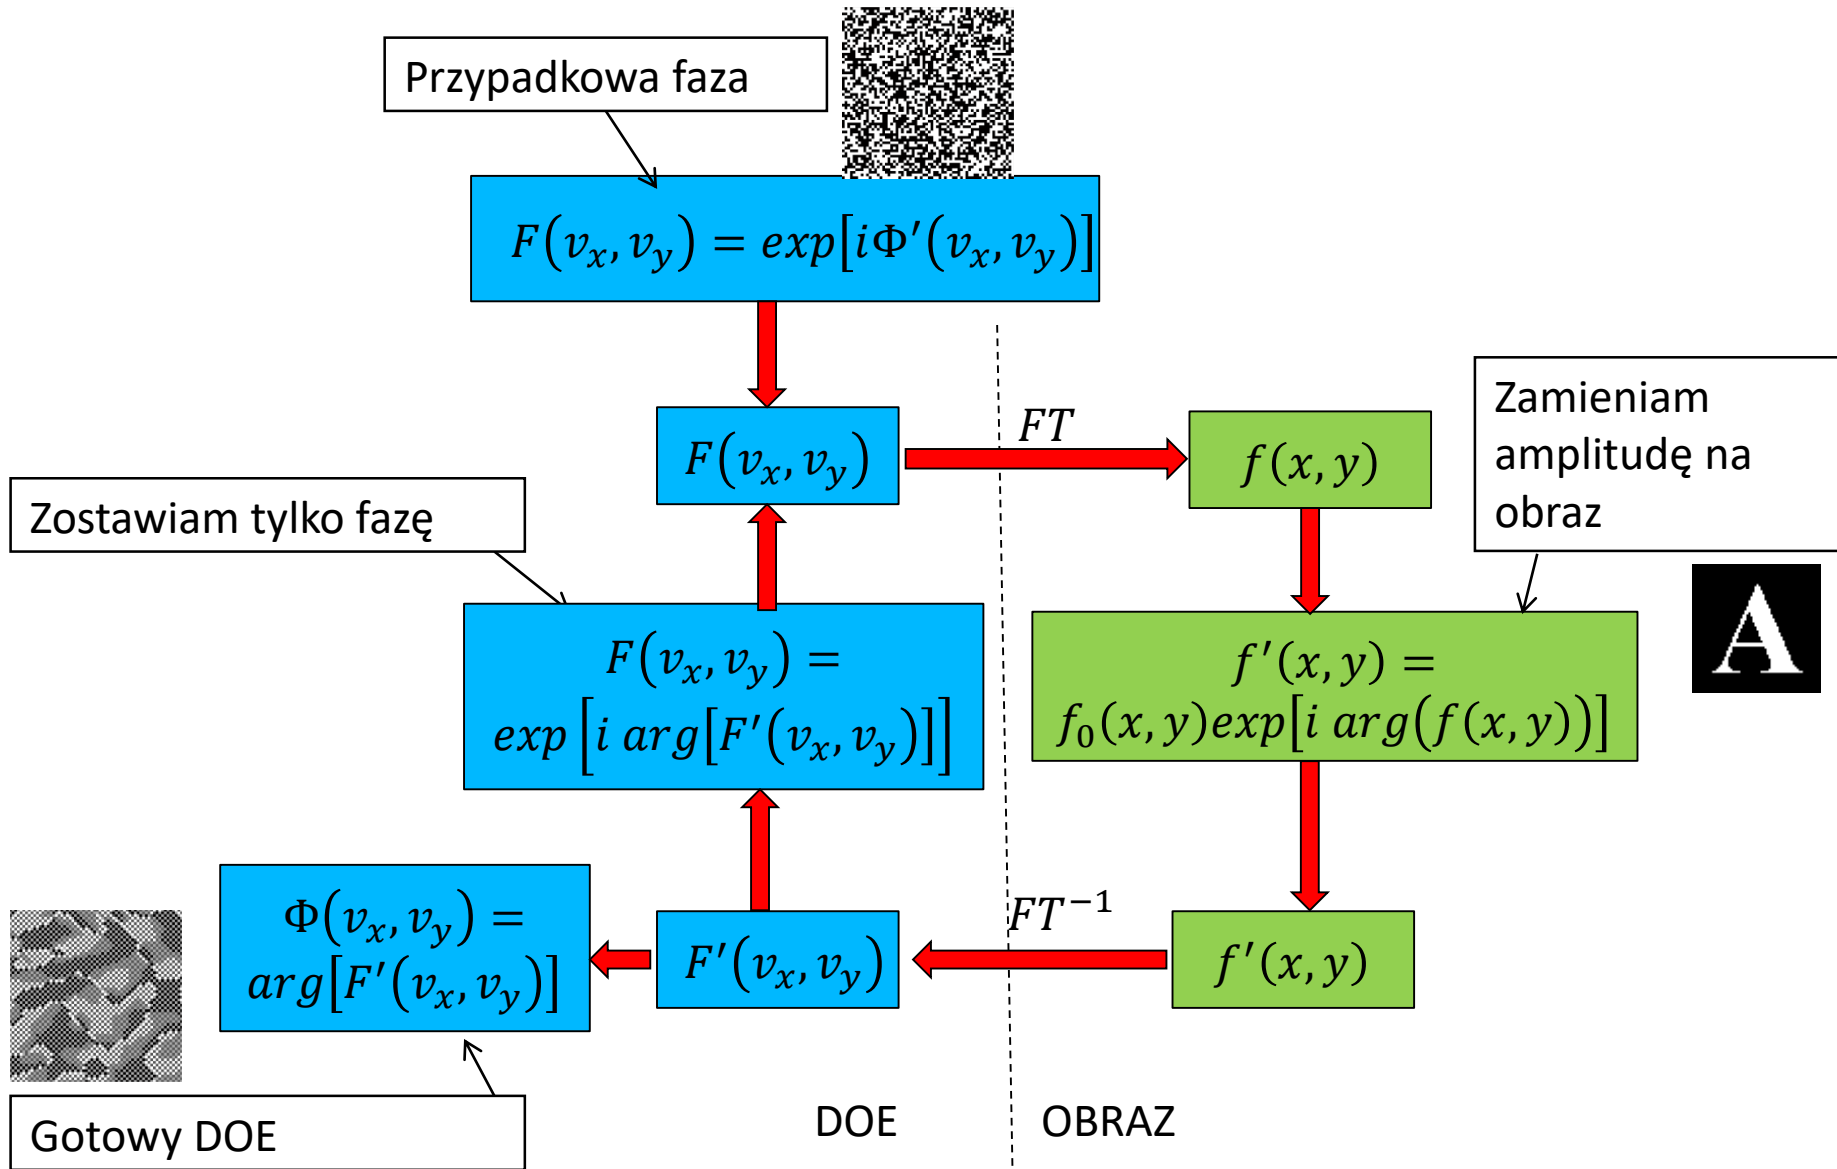 Przypadkowa faza
F(v_x, v_y) = exp[iΦ′(v_x, v_y)]
F(v_x, v_y)
FT
f(x, y)
Zamieniam
amplitudę na
obraz
Zostawiam tylko fazę
F(v_x, v_y) =
exp [i arg[F′(v_x, v_y)]]
f′(x, y) =
f_0(x, y)exp[i arg(f(x, y))]
A
Φ(v_x, v_y) =
arg[F′(v_x, v_y)]
F′(v_x, v_y)
FT^{-1}
f′(x, y)
Gotowy DOE
DOE
OBRAZ